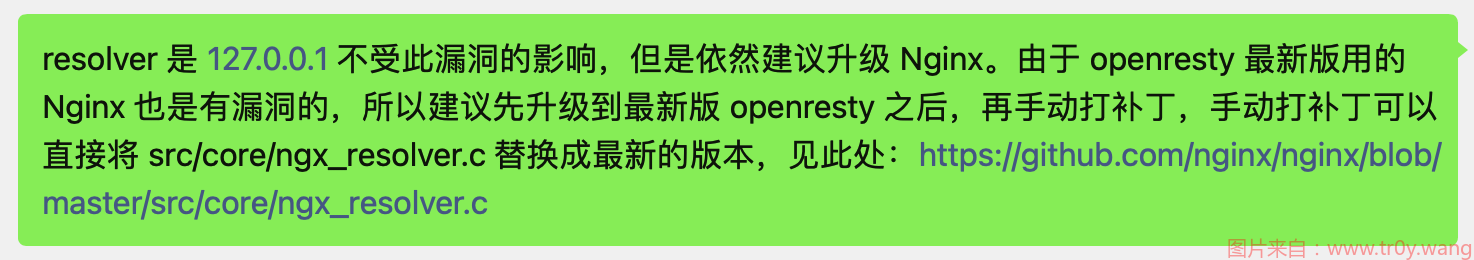 resolver 是 127.0.0.1 不受此漏洞的影响，但是依然建议升级 Nginx。由于 openresty 最新版用的
Nginx 也是有漏洞的，所以建议先升级到最新版 openresty 之后，再手动打补丁，手动打补丁可以
直接将 src/core/ngx_resolver.c 替换成最新的版本，见此处：https://github.com/nginx/nginx/blob/
master/src/core/ngx_resolver.c
图片来自：www.tr0y.wang